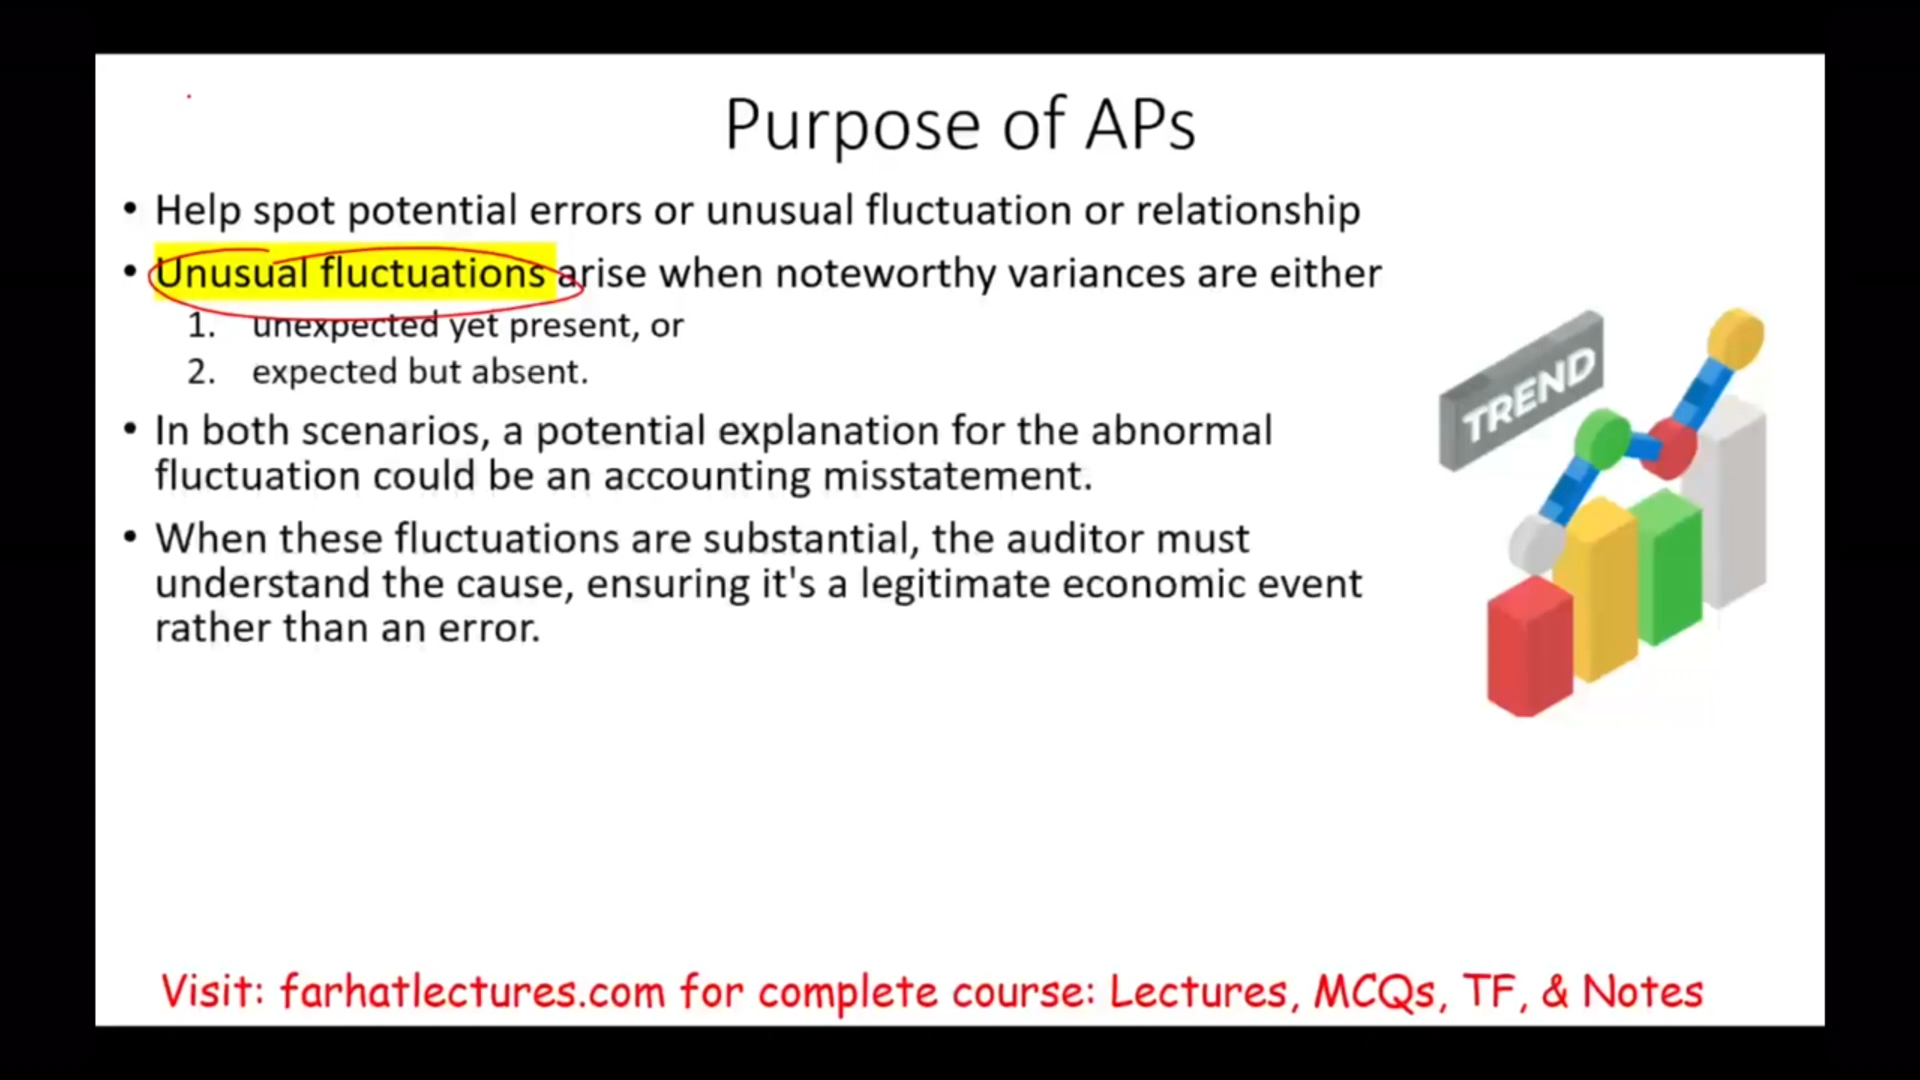 Purpose of APs
• Help spot potential errors or unusual fluctuation or relationship
• Unusual fluctuations arise when noteworthy variances are either
1. unexpected yet present, or
2. expected but absent.
• In both scenarios, a potential explanation for the abnormal
fluctuation could be an accounting misstatement.
• When these fluctuations are substantial, the auditor must
understand the cause, ensuring it's a legitimate economic event
rather than an error.
TREND
Visit: farhatlectures.com for complete course: Lectures, MCQs, TF, & Notes